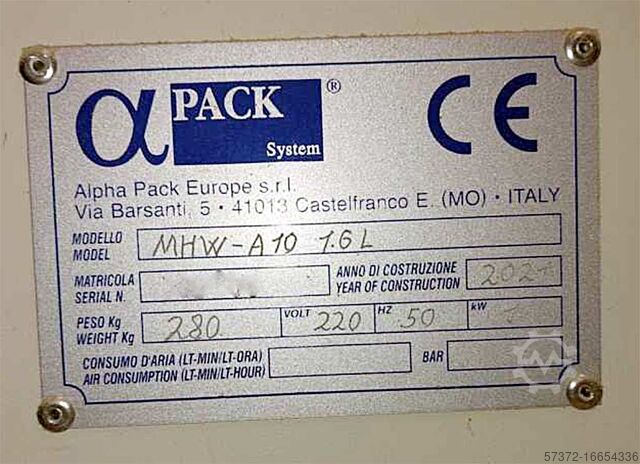 α PACK ®
System
CE
Alpha Pack Europe s.r.l.
Via Barsanti, 5 · 41013 Castelfranco E. (MO) · ITALY
MODELLO
MODEL
MHW-A10 1.6 L
MATRICOLA
SERIAL N.
ANNO DI COSTRUZIONE
YEAR OF CONSTRUCTION
PESO Kg
WEIGHT Kg
280
VOLT 220
HZ 50
kW
CONSUMO D'ARIA (LT-MIN/LT-ORA)
AIR CONSUMPTION (LT-MIN/LT-HOUR)
BAR
57372-16654336